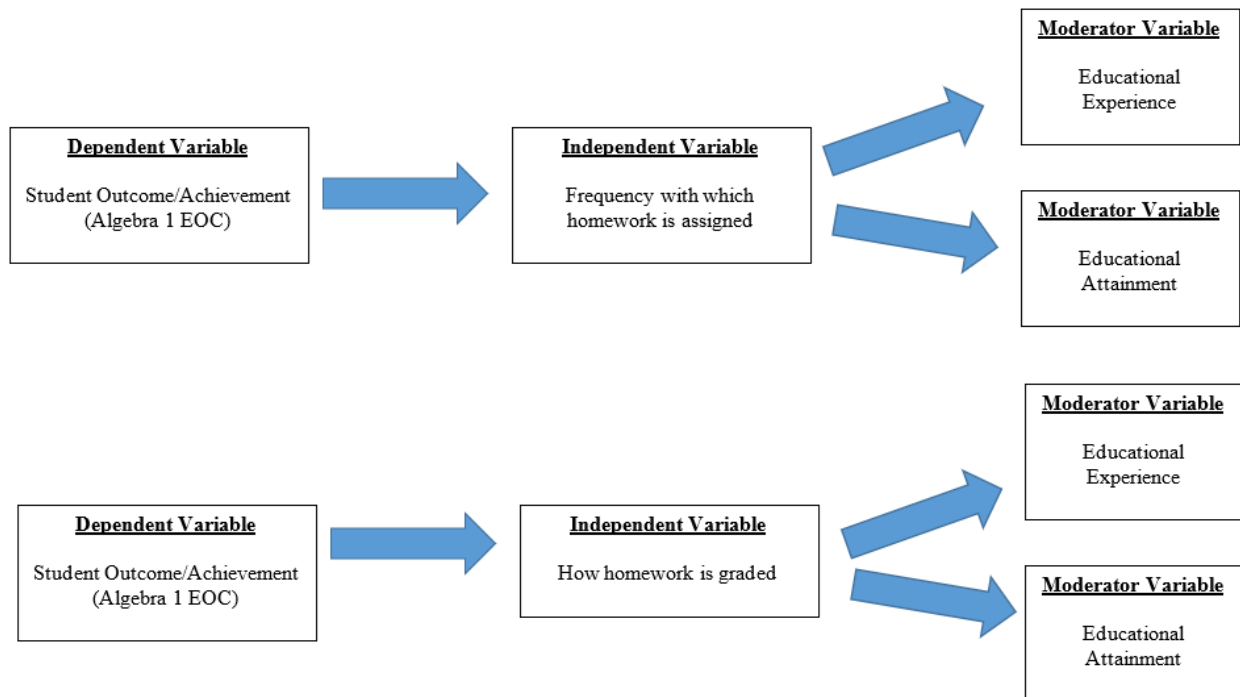 Dependent Variable
Student Outcome/Achievement
(Algebra 1 EOC)
Independent Variable
Frequency with which
homework is assigned
Moderator Variable
Educational
Experience
Moderator Variable
Educational
Attainment
Dependent Variable
Student Outcome/Achievement
(Algebra 1 EOC)
Independent Variable
How homework is graded
Moderator Variable
Educational
Experience
Moderator Variable
Educational
Attainment